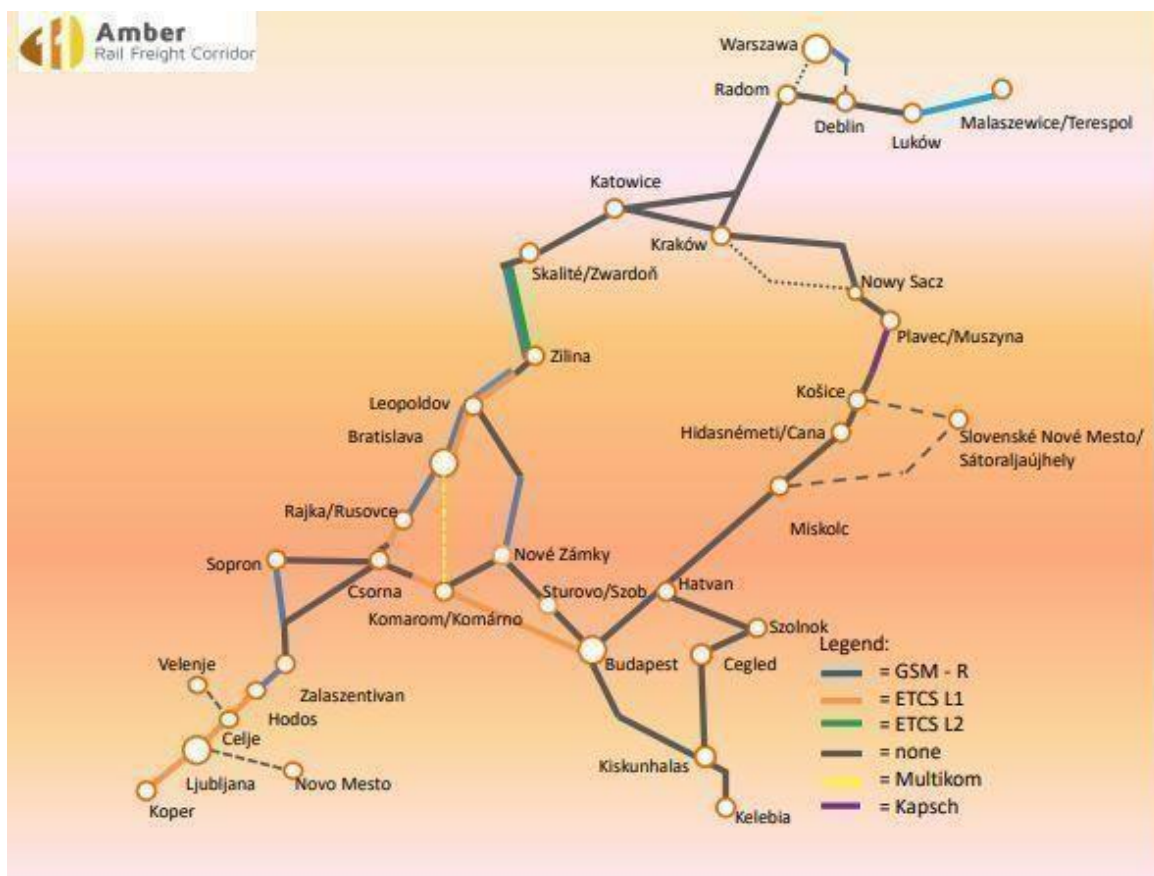 Amber
Rail Freight Corridor
Warszawa
Radom
Deblin
Luków
Malaszewice/Terespol
Katowice
Kraków
Skalité/Zwardoň
Nowy Sacz
Plavec/Muszyna
Zilina
Leopoldov
Košice
Bratislava
Hidasnémeti/Cana
Slovenské Nové Mesto/
Sátoraljaújhely
Rajka/Rusovce
Miskolc
Sopron
Nové Zámky
Csorna
Sturovo/Szob
Hatvan
Komarom/Komárno
Szolnok
Budapest
Cegled
Velenje
Zalaszentivan
Hodos
Celje
Ljubljana
Novo Mesto
Koper
Kiskunhalas
Kelebia
Legend:
= GSM - R
= ETCS L1
= ETCS L2
= none
= Multikom
= Kapsch